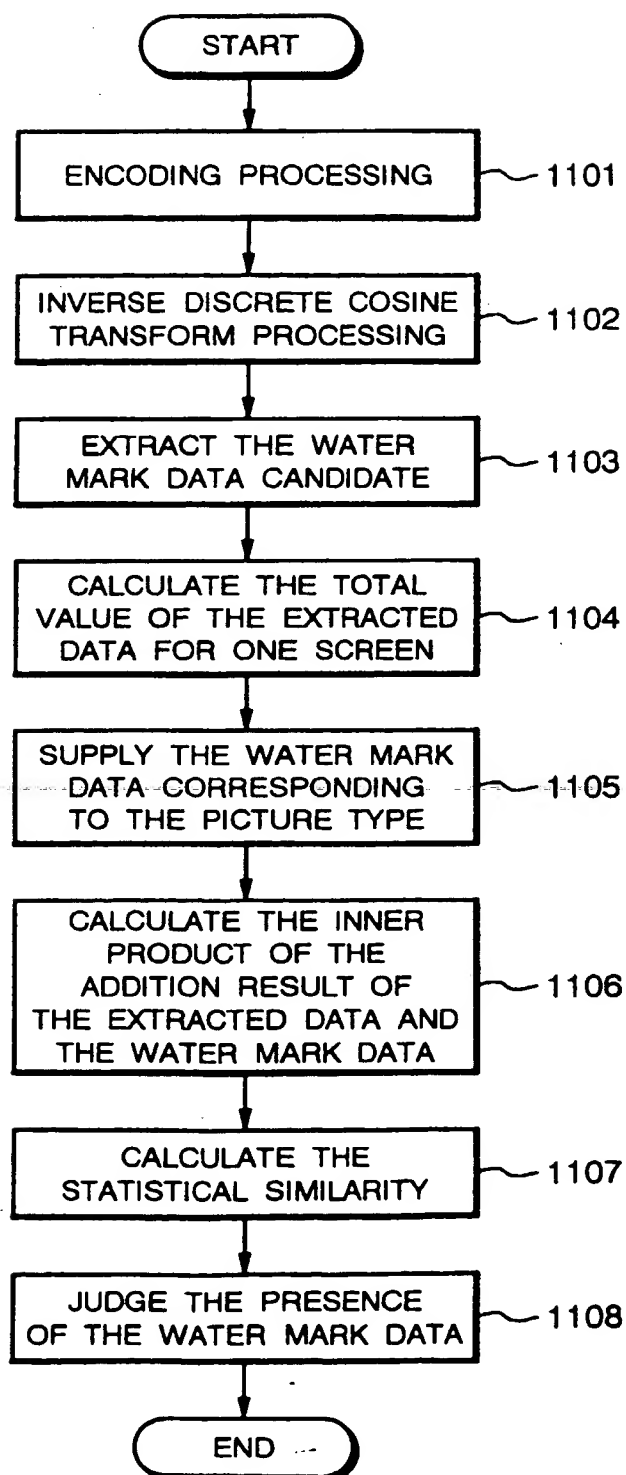 START
ENCODING PROCESSING
1101
INVERSE DISCRETE COSINE
TRANSFORM PROCESSING
1102
EXTRACT THE WATER
MARK DATA CANDIDATE
1103
CALCULATE THE TOTAL
VALUE OF THE EXTRACTED
DATA FOR ONE SCREEN
1104
SUPPLY THE WATER MARK
DATA CORRESPONDING
TO THE PICTURE TYPE
1105
CALCULATE THE INNER
PRODUCT OF THE
ADDITION RESULT OF
THE EXTRACTED DATA AND
THE WATER MARK DATA
1106
CALCULATE THE
STATISTICAL SIMILARITY
1107
JUDGE THE PRESENCE
OF THE WATER MARK DATA
1108
END